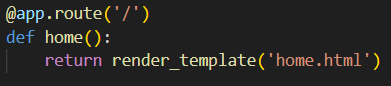 @app.route('/')
def home():
    return render_template('home.html')